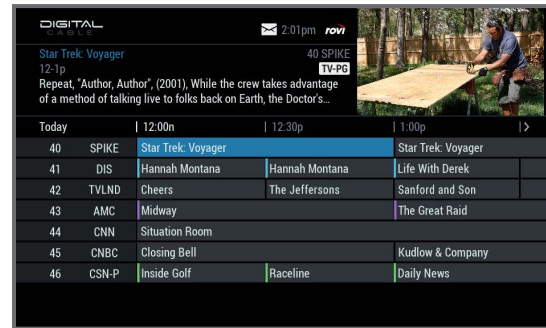 DIGITAL
CABLE
2:01pm rovi
Star Trek: Voyager 40 SPIKE
12-1p TV-PG
Repeat, "Author, Author", (2001), While the crew takes advantage
of a method of talking live to folks back on Earth, the Doctor's...
Today 12:00n 12:30p 1:00p
40 SPIKE Star Trek: Voyager Star Trek: Voyager
41 DIS Hannah Montana Hannah Montana Life With Derek
42 TVLND Cheers The Jeffersons Sanford and Son
43 AMC Midway The Great Raid
44 CNN Situation Room
45 CNBC Closing Bell Kudlow & Company
46 CSN-P Inside Golf Raceline Daily News